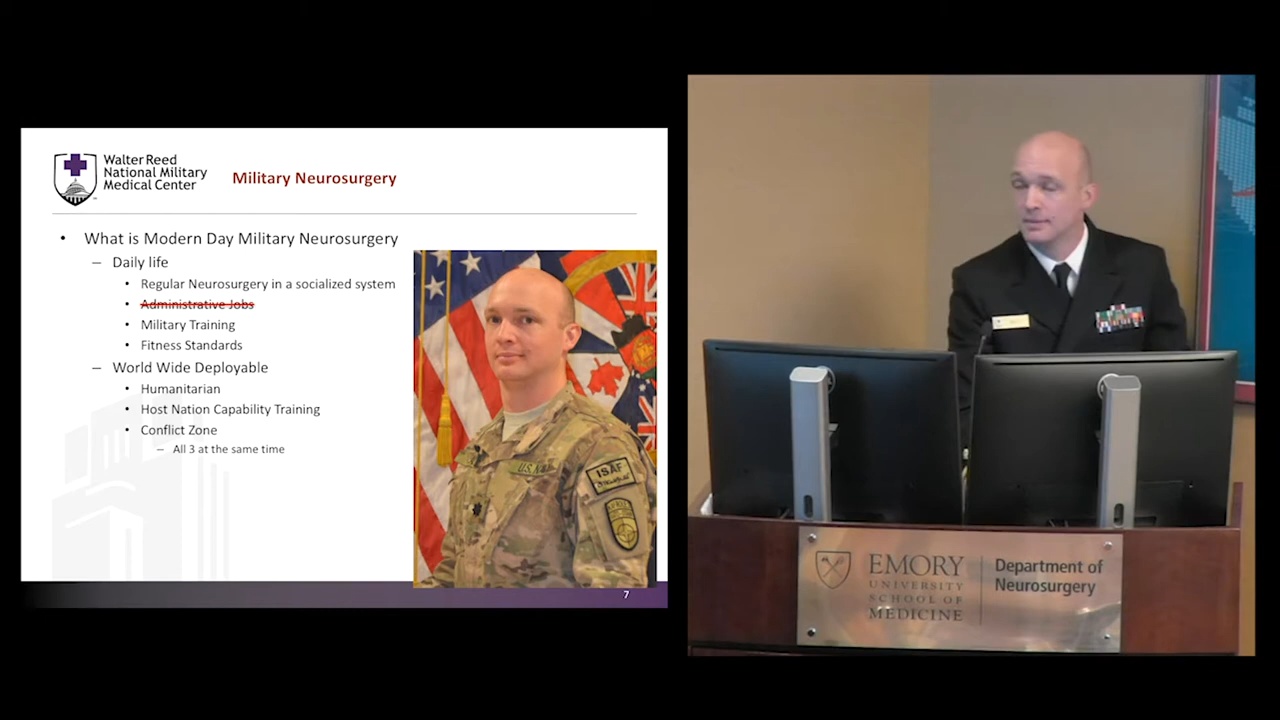 Walter Reed
National Military
Medical Center
Military Neurosurgery
• What is Modern Day Military Neurosurgery
– Daily life
• Regular Neurosurgery in a socialized system
• Administrative Jobs
• Military Training
• Fitness Standards
– World Wide Deployable
• Humanitarian
• Host Nation Capability Training
• Conflict Zone
– All 3 at the same time
ISAF
7
EMORY
UNIVERSITY
SCHOOL OF
MEDICINE
Department of
Neurosurgery